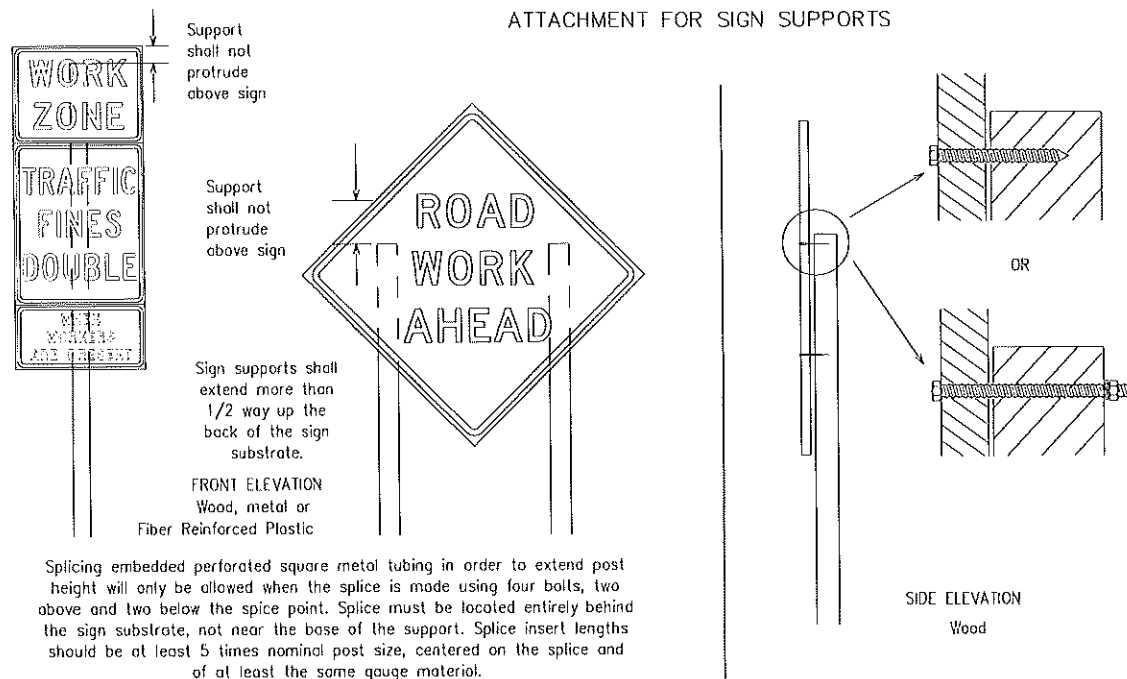 ATTACHMENT FOR SIGN SUPPORTS
Support
shall not
protrude
above sign
WORK
ZONE
TRAFFIC
FINES
DOUBLE
WHEN
WORKERS
ARE PRESENT
Support
shall not
protrude
above sign
ROAD
WORK
AHEAD
Sign supports shall
extend more than
1/2 way up the
back of the sign
substrate.
FRONT ELEVATION
Wood, metal or
Fiber Reinforced Plastic
Splicing embedded perforated square metal tubing in order to extend post
height will only be allowed when the splice is made using four bolts, two
above and two below the spice point. Splice must be located entirely behind
the sign substrate, not near the base of the support. Splice insert lengths
should be at least 5 times nominal post size, centered on the splice and
of at least the same gauge material.
OR
SIDE ELEVATION
Wood